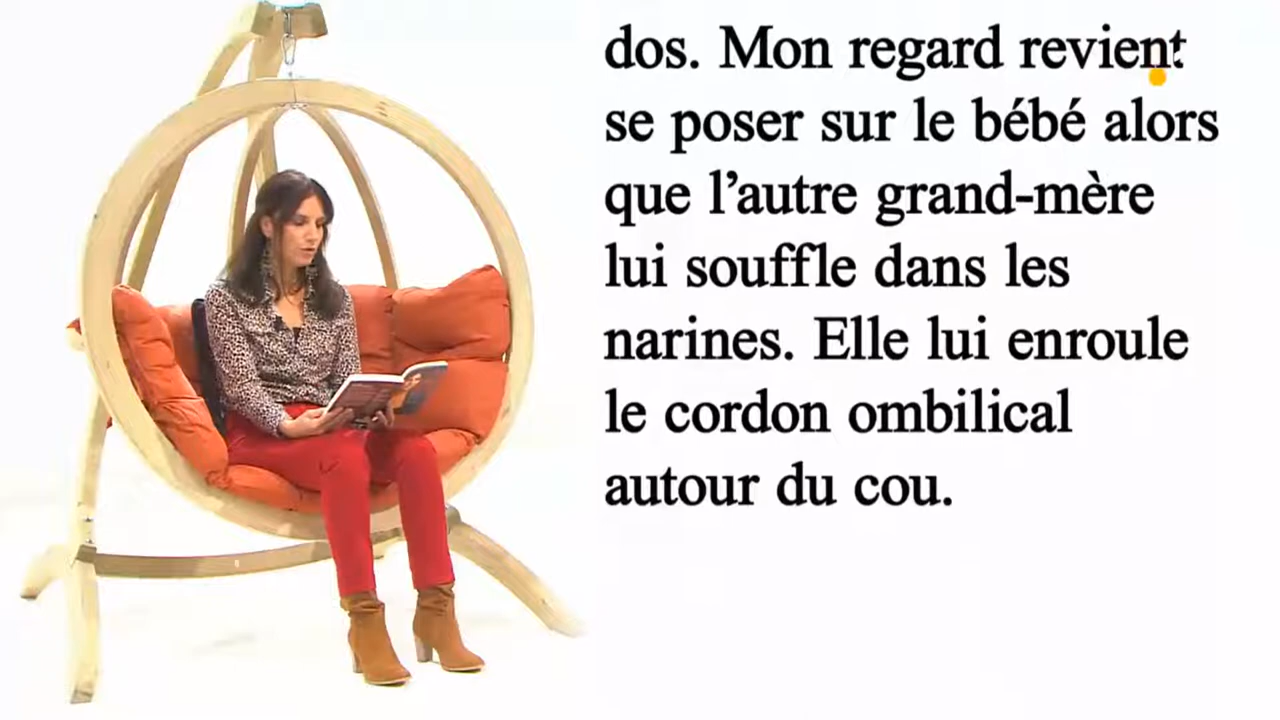 dos. Mon regard revient
se poser sur le bébé alors
que l’autre grand-mère
lui souffle dans les
narines. Elle lui enroule
le cordon ombilical
autour du cou.